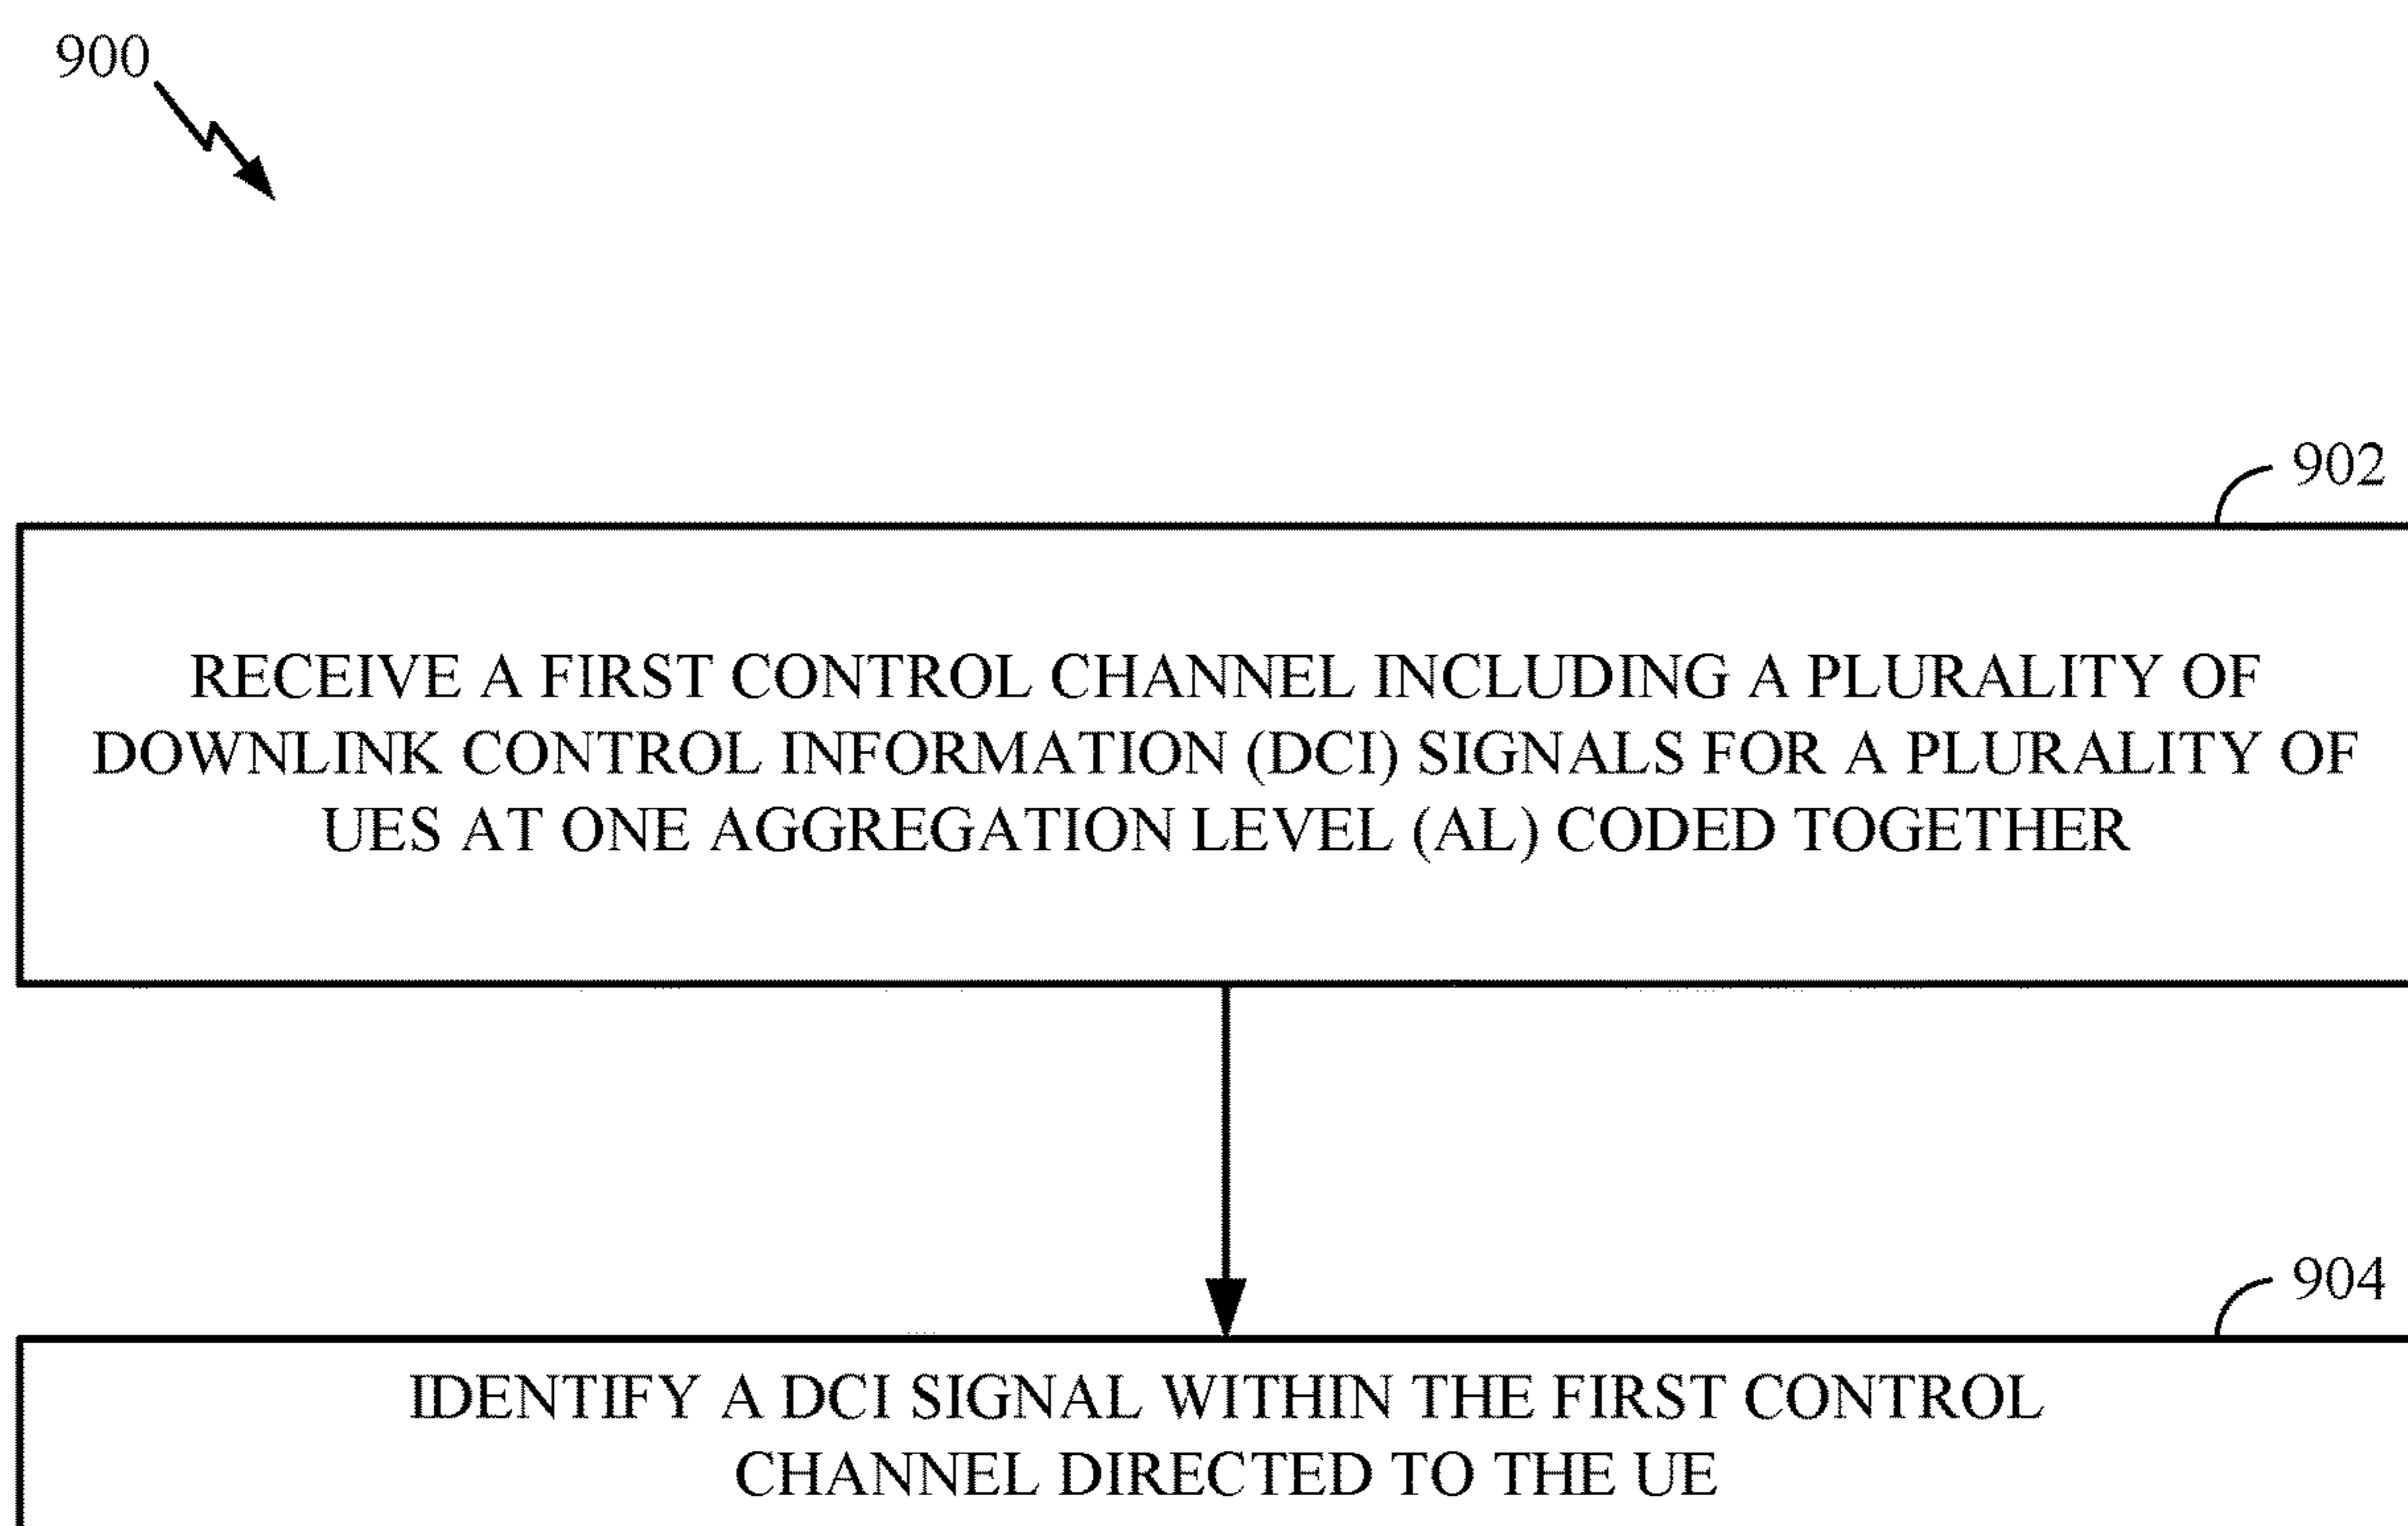 900
902
RECEIVE A FIRST CONTROL CHANNEL INCLUDING A PLURALITY OF
DOWNLINK CONTROL INFORMATION (DCI) SIGNALS FOR A PLURALITY OF
UES AT ONE AGGREGATION LEVEL (AL) CODED TOGETHER
904
IDENTIFY A DCI SIGNAL WITHIN THE FIRST CONTROL
CHANNEL DIRECTED TO THE UE